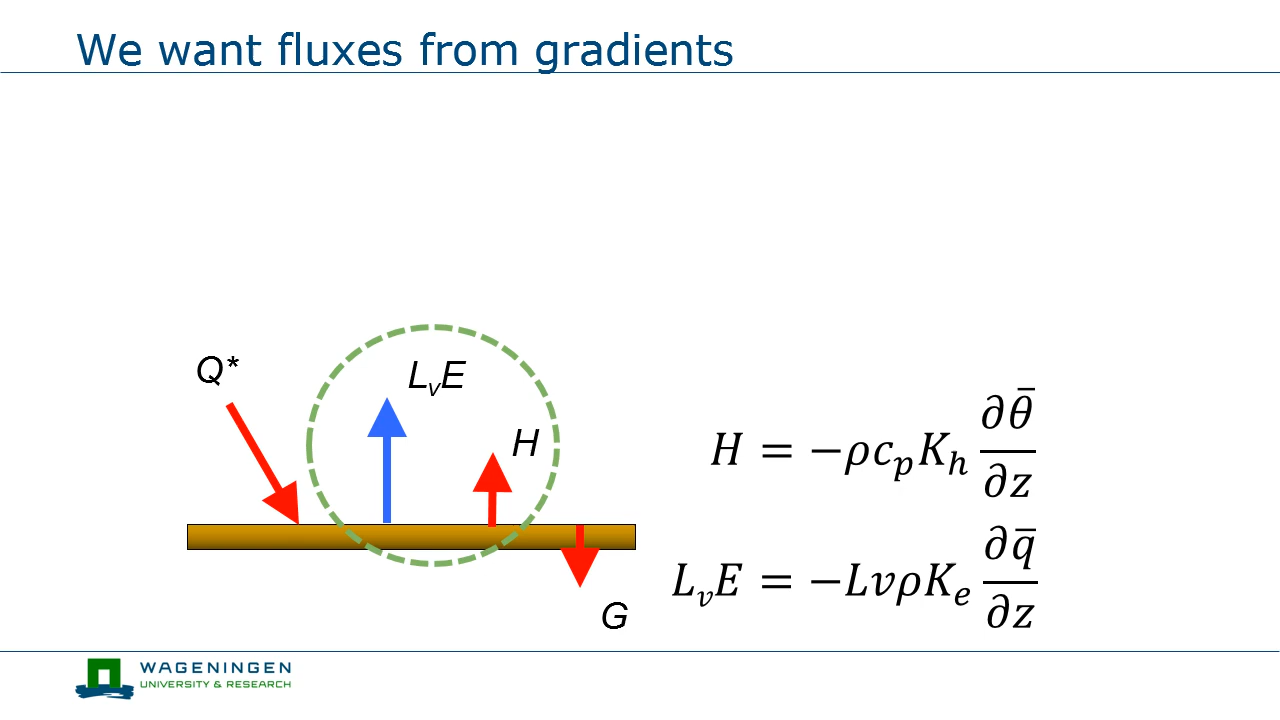 We want fluxes from gradients
Q*
LᵥE
H
G
H = −ρcₚKₕ ∂θ̄/∂z
LᵥE = −LvρKₑ ∂q̄/∂z
WAGENINGEN
UNIVERSITY & RESEARCH